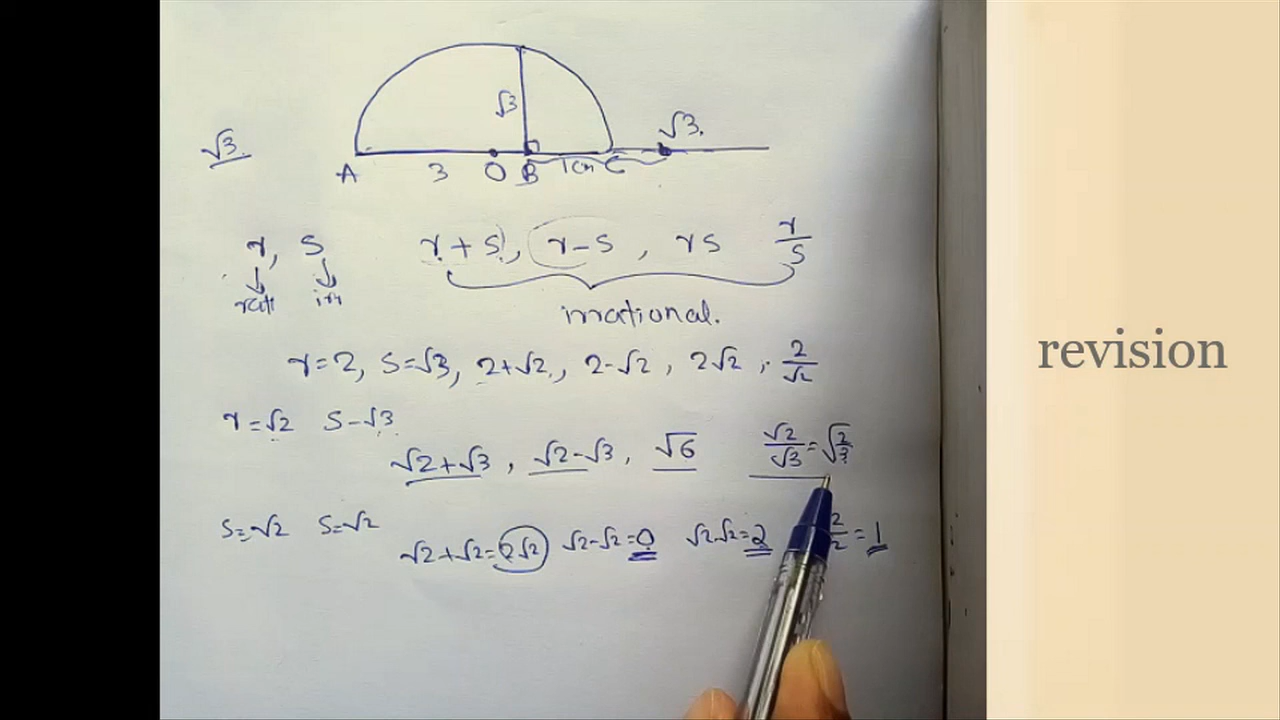 √3
√3.
√3.
A 3 O B 1cm C
r, s r + s, r - s, rs r/s
irrational.
r=2, s=√3, 2+√2, 2-√2, 2√2, 2/√2
r=√2 s-√3
√2+√3, √2-√3, √6 √2/√3=√2/3
s=√2 s=√2 √2+√2=2√2 √2-√2=0 √2√2=2 =1
revision